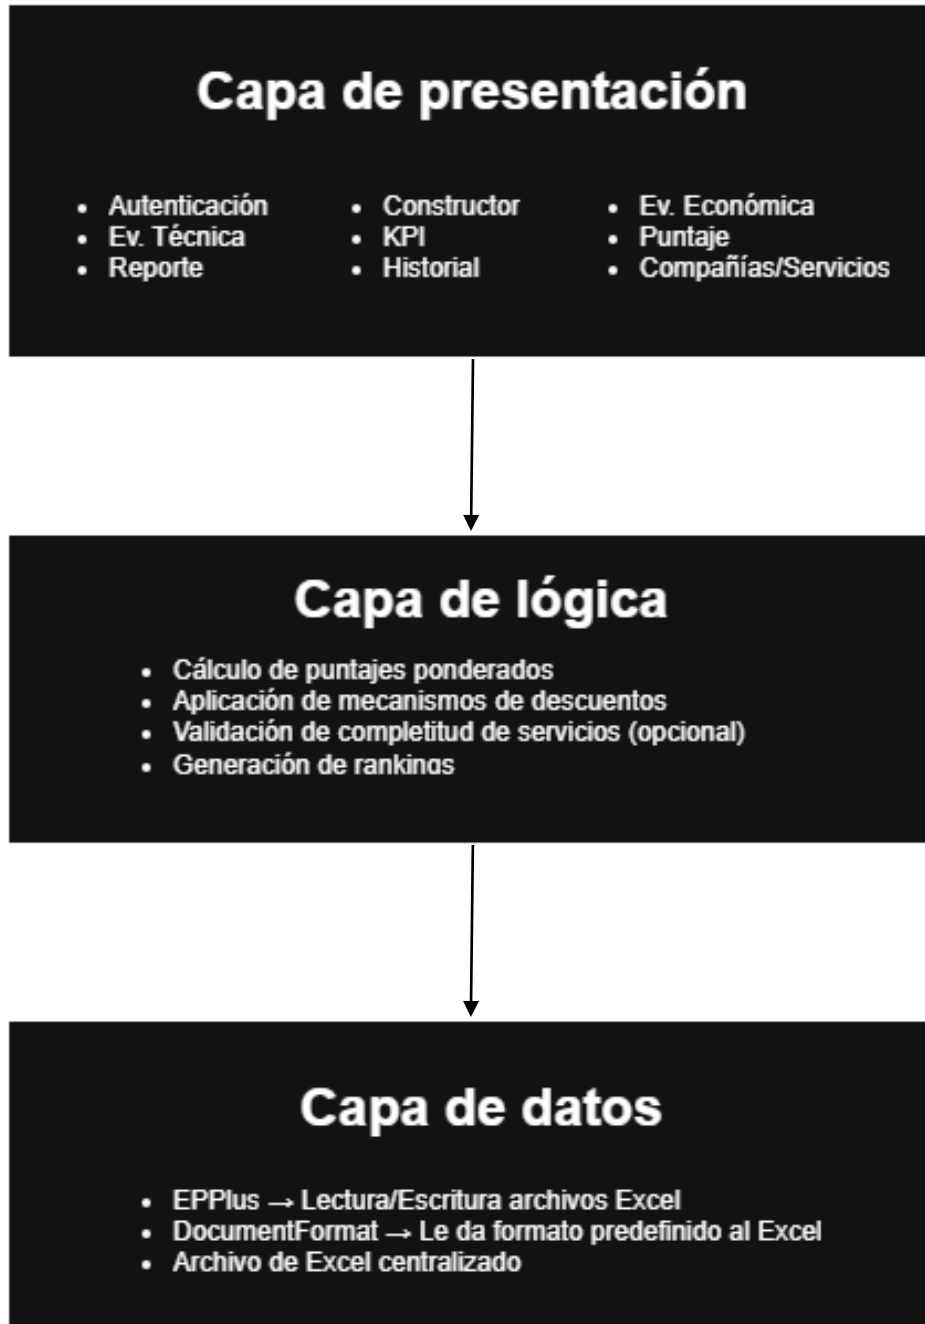 Capa de presentación
• Autenticación
• Ev. Técnica
• Reporte
• Constructor
• KPI
• Historial
• Ev. Económica
• Puntaje
• Compañías/Servicios
Capa de lógica
• Cálculo de puntajes ponderados
• Aplicación de mecanismos de descuentos
• Validación de completitud de servicios (opcional)
• Generación de rankings
Capa de datos
• EPPlus → Lectura/Escritura archivos Excel
• DocumentFormat → Le da formato predefinido al Excel
• Archivo de Excel centralizado